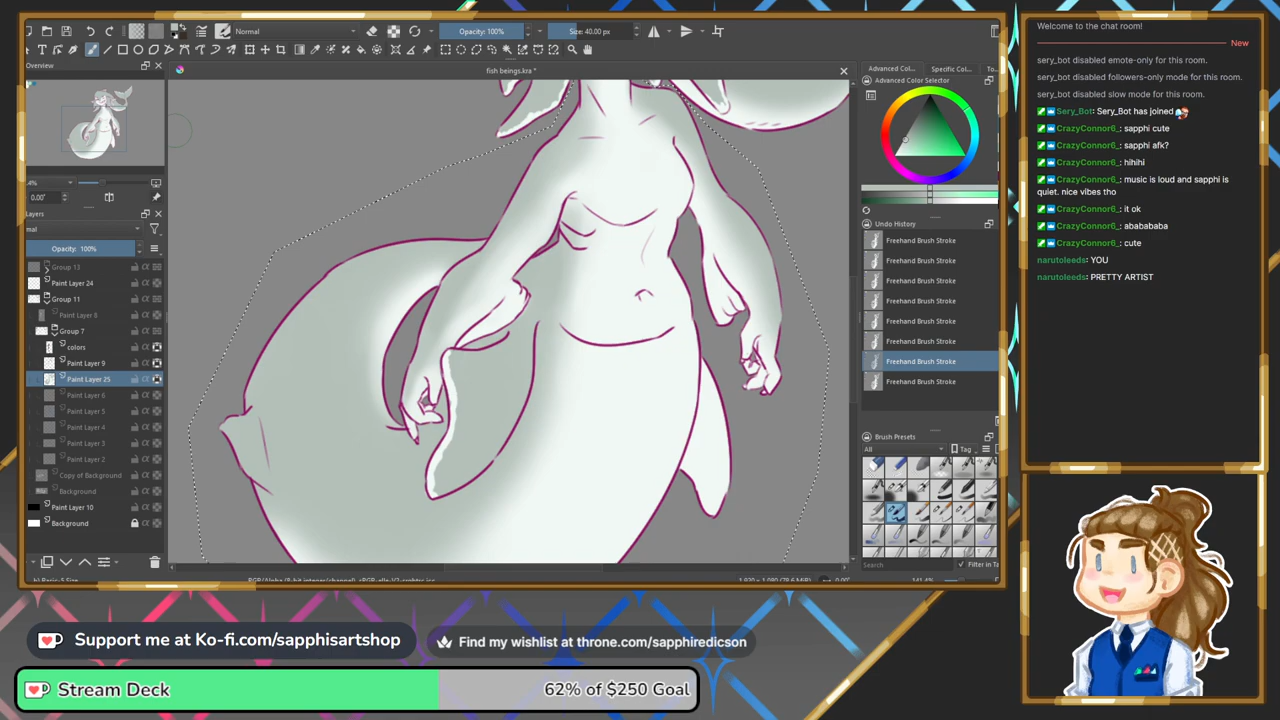 Normal
Opacity: 100%
Size: 40.00 px
Overview
fish beings.kra *
Advanced Col...
Specific Col...
To...
Advanced Color Selector
0.00°
Layers
Opacity: 100%
Group 13
Paint Layer 24
Group 11
Paint Layer 8
Group 7
colors
Paint Layer 9
Paint Layer 25
Paint Layer 6
Paint Layer 5
Paint Layer 4
Paint Layer 3
Paint Layer 2
Copy of Background
Background
Paint Layer 10
Background
Undo History
Freehand Brush Stroke
Freehand Brush Stroke
Freehand Brush Stroke
Freehand Brush Stroke
Freehand Brush Stroke
Freehand Brush Stroke
Freehand Brush Stroke
Freehand Brush Stroke
Brush Presets
All
Tag
Search
Filter in Ta
Welcome to the chat room!
New
sery_bot disabled emote-only for this room.
sery_bot disabled followers-only mode for this room.
sery_bot disabled slow mode for this room.
Sery_Bot: Sery_Bot has joined
CrazyConnor6_: sapphi cute
CrazyConnor6_: sapphi afk?
CrazyConnor6_: hihihi
CrazyConnor6_: music is loud and sapphi is
quiet. nice vibes tho
CrazyConnor6_: it ok
CrazyConnor6_: ababababa
CrazyConnor6_: cute
narutoleeds: YOU
narutoleeds: PRETTY ARTIST
Support me at Ko-fi.com/sapphisartshop
Find my wishlist at throne.com/sapphiredicson
Stream Deck
62% of $250 Goal